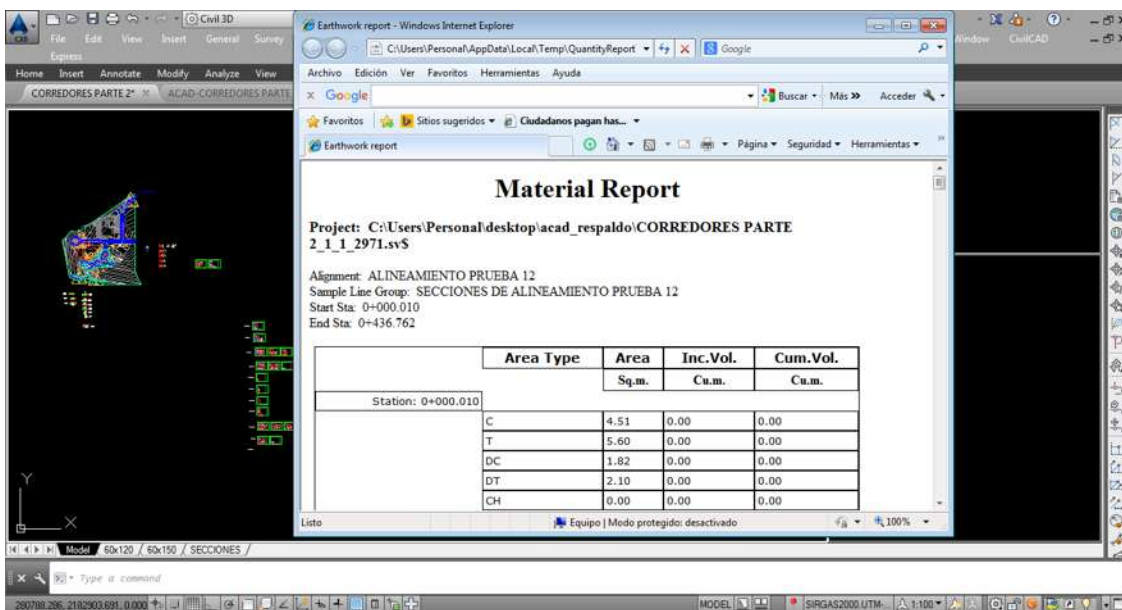 Civil 3D
File Edit View Insert General Survey
Window CivilCAD
Express
Home Insert Annotate Modify Analyze View
CORREDORES PARTE 2* ACAD-CORREDORES PARTE
Earthwork report - Windows Internet Explorer
C:\Users\Personal\AppData\Local\Temp\QuantityReport
Google
Archivo Edición Ver Favoritos Herramientas Ayuda
x Google Buscar Más » Acceder
Favoritos Sitios sugeridos Ciudadanos pagan has...
Earthwork report Página Seguridad Herramientas
Material Report
Project: C:\Users\Personal\desktop\acad_respaldo\CORREDORES PARTE
2_1_1_2971.sv$
Alignment: ALINEAMIENTO PRUEBA 12
Sample Line Group: SECCIONES DE ALINEAMIENTO PRUEBA 12
Start Sta: 0+000.010
End Sta: 0+436.762
Area Type Area Inc.Vol. Cum.Vol.
Sq.m. Cu.m. Cu.m.
Station: 0+000.010
C 4.51 0.00 0.00
T 5.60 0.00 0.00
DC 1.82 0.00 0.00
DT 2.10 0.00 0.00
CH 0.00 0.00 0.00
Listo Equipo | Modo protegido: desactivado 100%
Y
X
Model 60x120 60x150 SECCIONES
Type a command
280788.286, 2182903.691, 0.000 MODEL SIRGAS2000.UTM- 1:100